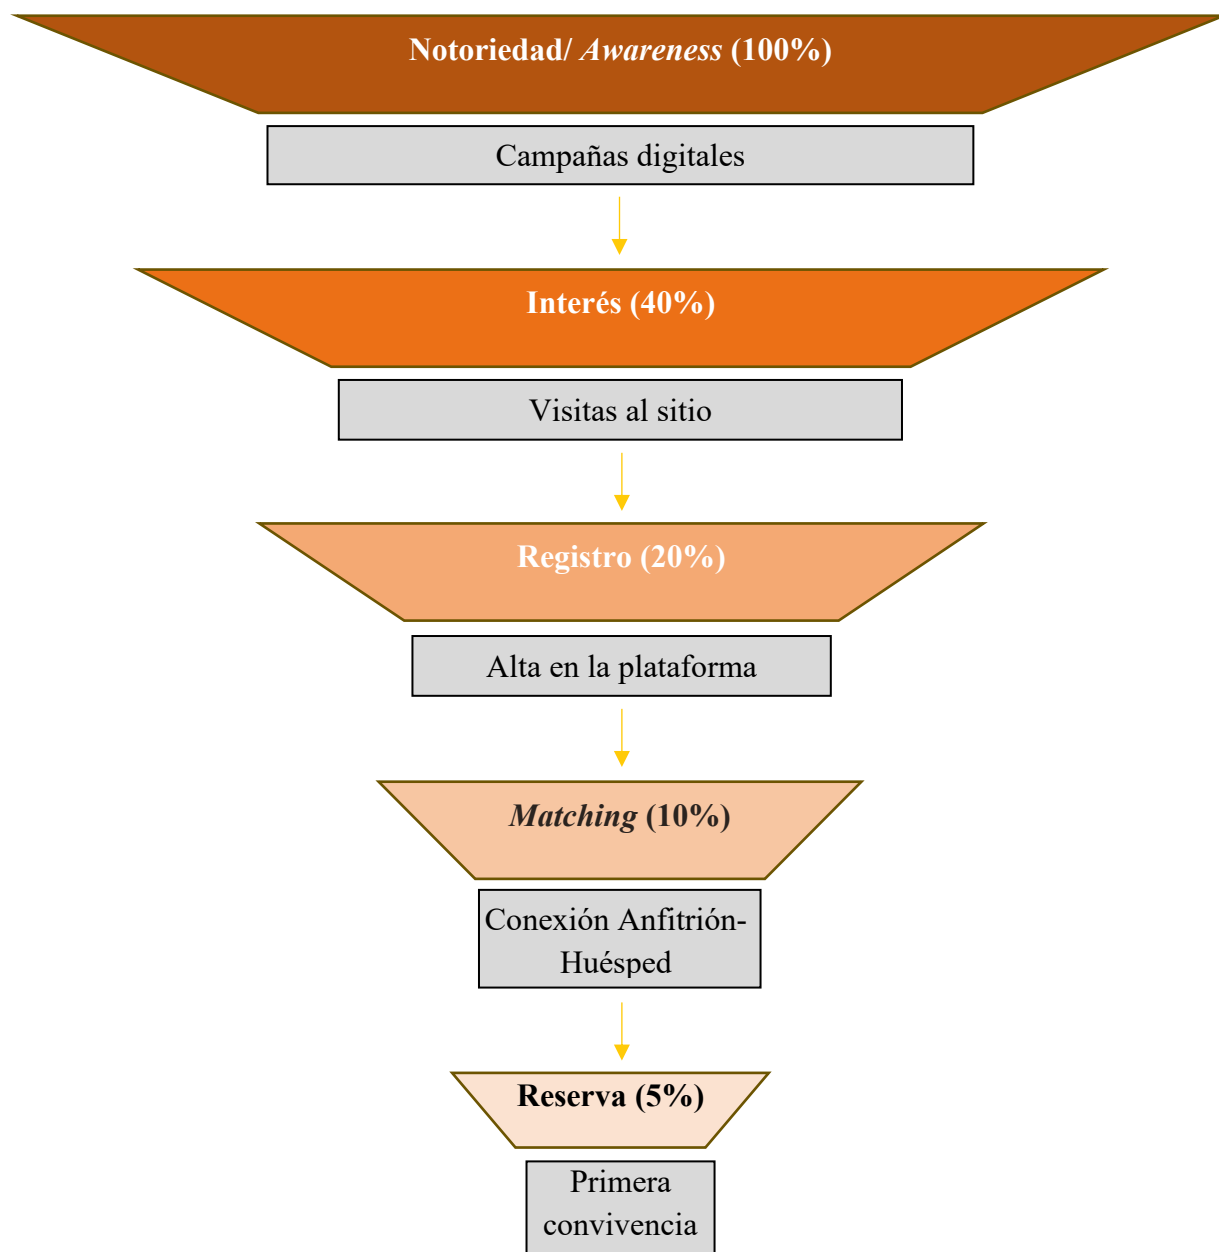 Notoriedad/ Awareness (100%)
Campañas digitales
Interés (40%)
Visitas al sitio
Registro (20%)
Alta en la plataforma
Matching (10%)
Conexión Anfitrión-
Huésped
Reserva (5%)
Primera
convivencia